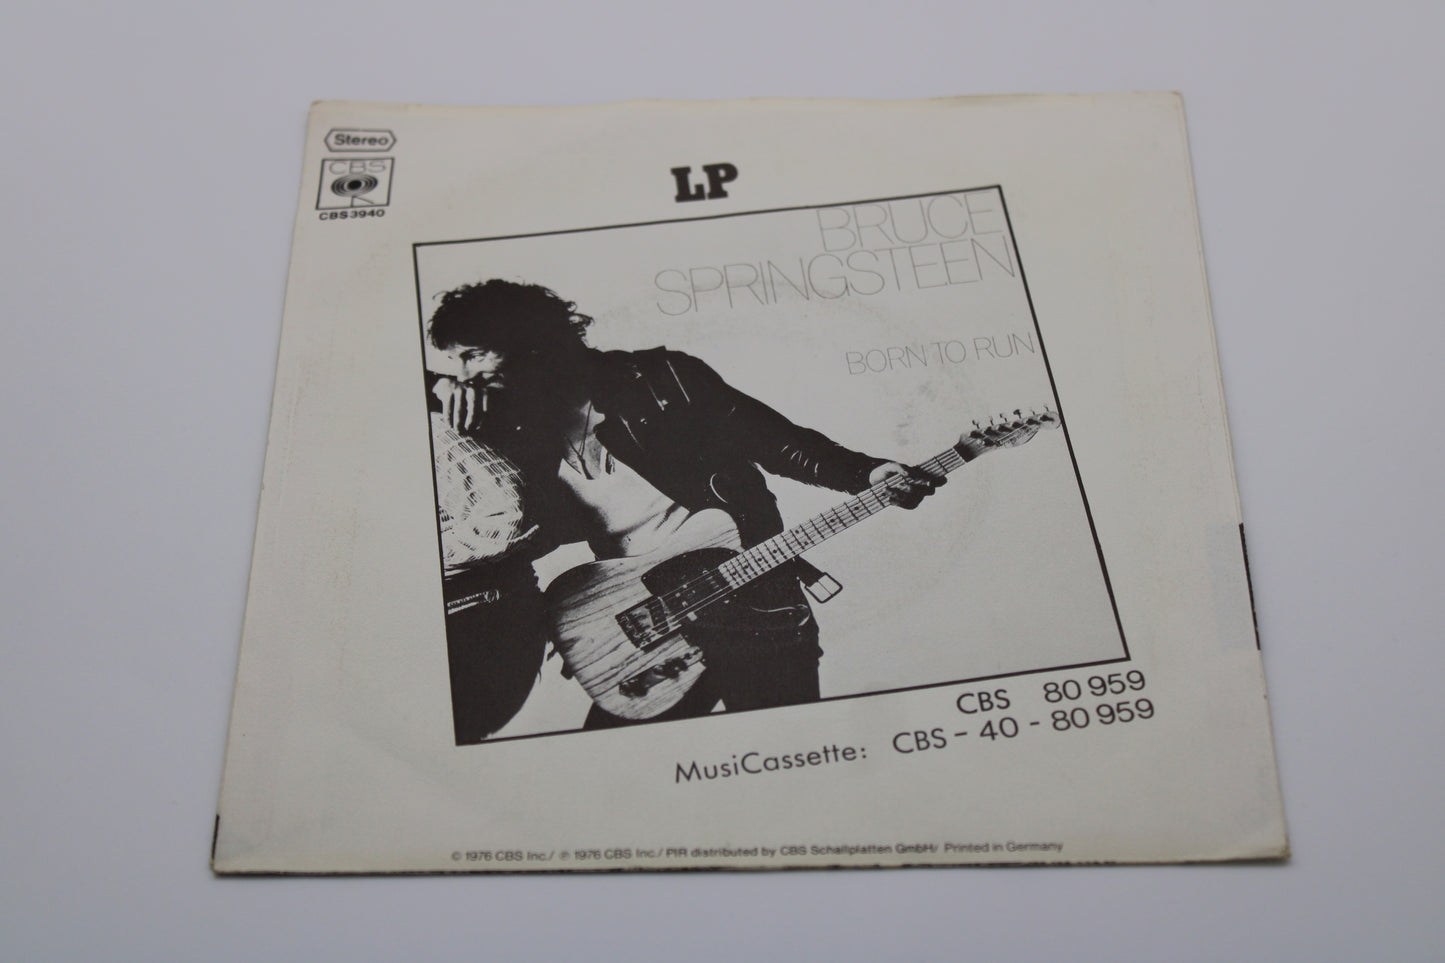 Stereo
CBS
CBS 3940
LP
BRUCE
SPRINGSTEEN
BORN TO RUN
CBS 80 959
MusiCassette: CBS - 40 - 80 959
© 1976 CBS Inc./ ℗ 1976 CBS Inc./ PIR distributed by CBS Schallplatten GmbH/ Printed in Germany